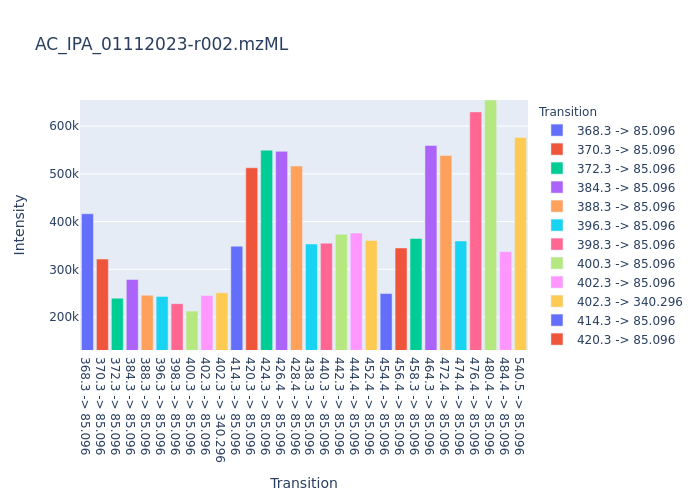 AC_IPA_01112023-r002.mzML
Transition
368.3 -> 85.096
370.3 -> 85.096
372.3 -> 85.096
384.3 -> 85.096
388.3 -> 85.096
396.3 -> 85.096
398.3 -> 85.096
400.3 -> 85.096
402.3 -> 85.096
402.3 -> 340.296
414.3 -> 85.096
420.3 -> 85.096
Intensity
600k
500k
400k
300k
200k
368.3 -> 85.096
370.3 -> 85.096
372.3 -> 85.096
384.3 -> 85.096
388.3 -> 85.096
396.3 -> 85.096
398.3 -> 85.096
400.3 -> 85.096
402.3 -> 85.096
402.3 -> 340.296
414.3 -> 85.096
420.3 -> 85.096
424.3 -> 85.096
426.4 -> 85.096
428.4 -> 85.096
438.3 -> 85.096
440.3 -> 85.096
442.3 -> 85.096
444.4 -> 85.096
452.4 -> 85.096
454.4 -> 85.096
456.4 -> 85.096
458.3 -> 85.096
464.3 -> 85.096
472.4 -> 85.096
474.4 -> 85.096
476.4 -> 85.096
480.4 -> 85.096
484.4 -> 85.096
540.5 -> 85.096
Transition